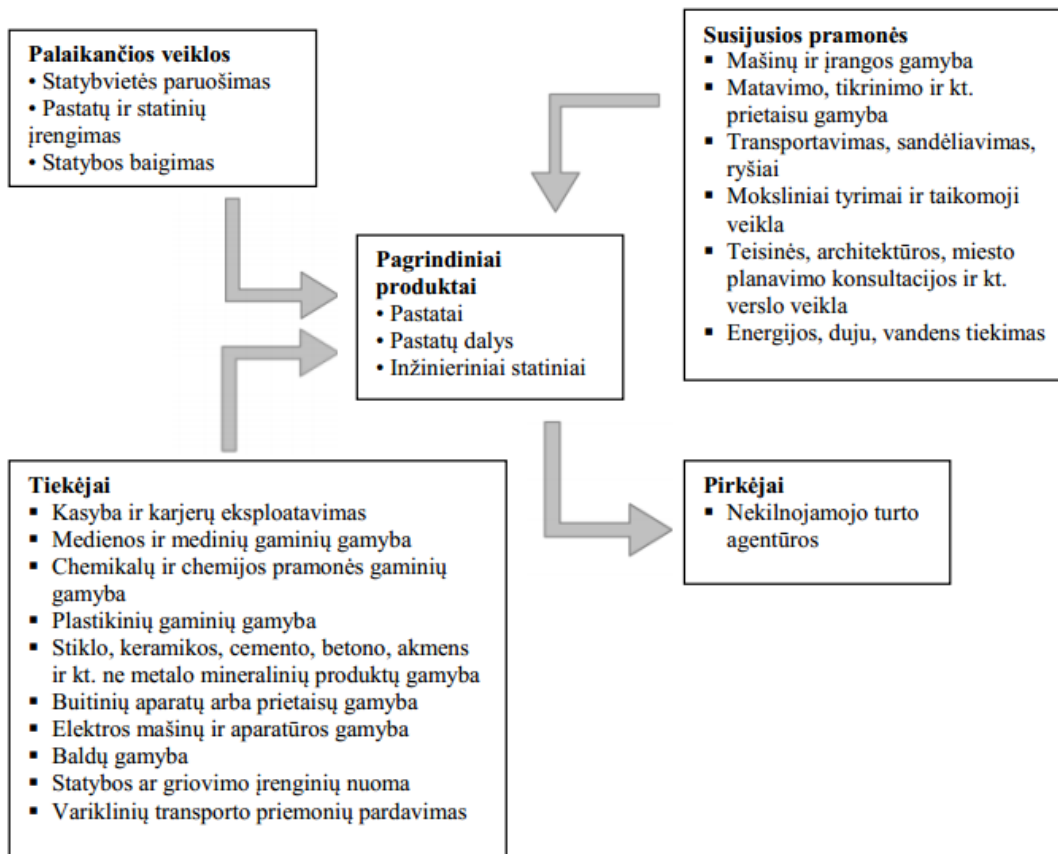 Palaikančios veiklos
• Statybvietės paruošimas
• Pastatų ir statinių
įrengimas
• Statybos baigimas
Susijusios pramonės
▪ Mašinų ir įrangos gamyba
▪ Matavimo, tikrinimo ir kt.
prietaisu gamyba
▪ Transportavimas, sandėliavimas,
ryšiai
▪ Moksliniai tyrimai ir taikomoji
veikla
▪ Teisinės, architektūros, miesto
planavimo konsultacijos ir kt.
verslo veikla
▪ Energijos, duju, vandens tiekimas
Pagrindiniai
produktai
• Pastatai
• Pastatų dalys
• Inžinieriniai statiniai
Tiekėjai
▪ Kasyba ir karjerų eksploatavimas
▪ Medienos ir medinių gaminių gamyba
▪ Chemikalų ir chemijos pramonės gaminių
gamyba
▪ Plastikinių gaminių gamyba
▪ Stiklo, keramikos, cemento, betono, akmens
ir kt. ne metalo mineralinių produktų gamyba
▪ Buitinių aparatų arba prietaisų gamyba
▪ Elektros mašinų ir aparatūros gamyba
▪ Baldų gamyba
▪ Statybos ar griovimo įrenginių nuoma
▪ Variklinių transporto priemonių pardavimas
Pirkėjai
▪ Nekilnojamojo turto
agentūros